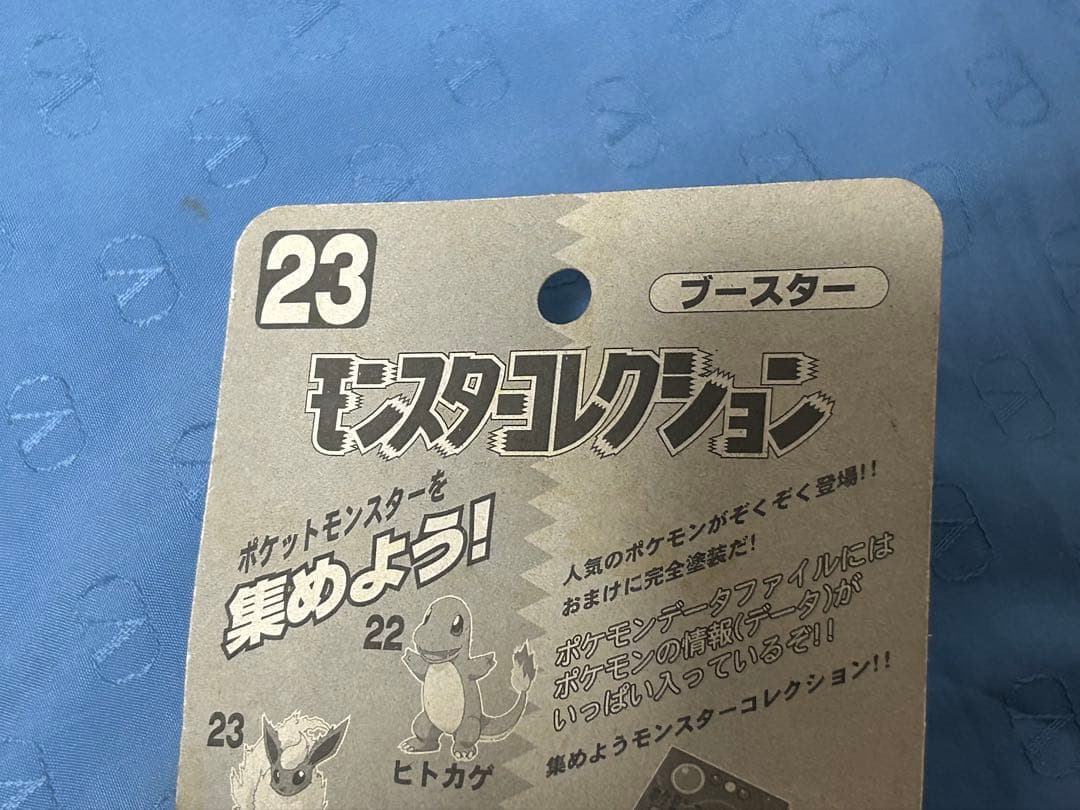 23
ブースター
モンスターコレクション
ポケットモンスターを
集めよう!
人気のポケモンがぞくぞく登場!!
おまけに完全塗装だ!
ポケモンデータファイルには
ポケモンの情報(データ)が
いっぱい入っているぞ!!
集めようモンスターコレクション!!
22
ヒトカゲ
23